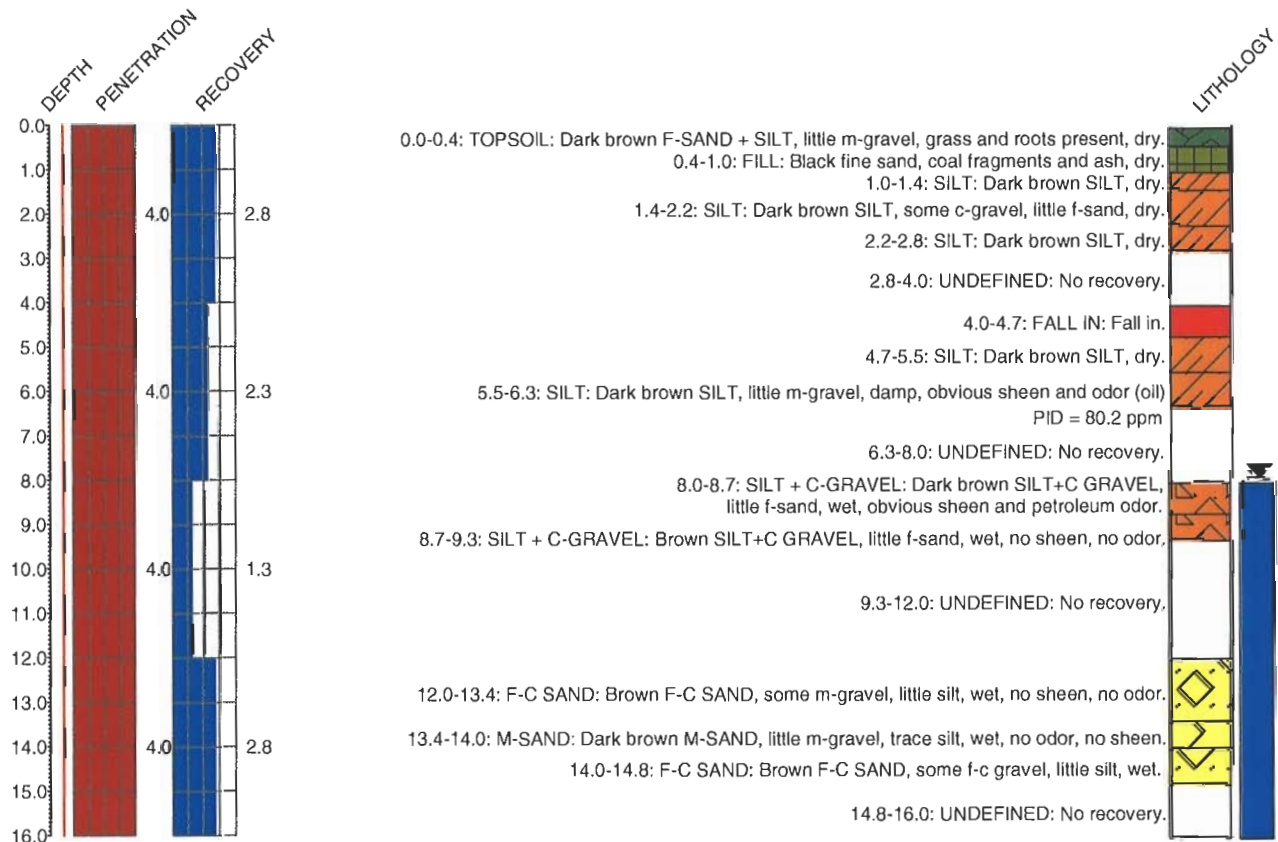 DEPTH
PENETRATION
RECOVERY
LITHOLOGY
0.0
1.0
2.0
3.0
4.0
5.0
6.0
7.0
8.0
9.0
10.0
11.0
12.0
13.0
14.0
15.0
16.0
4.0
4.0
4.0
4.0
2.8
2.3
1.3
2.8
0.0-0.4: TOPSOIL: Dark brown F-SAND + SILT, little m-gravel, grass and roots present, dry.
0.4-1.0: FILL: Black fine sand, coal fragments and ash, dry.
1.0-1.4: SILT: Dark brown SILT, dry.
1.4-2.2: SILT: Dark brown SILT, some c-gravel, little f-sand, dry.
2.2-2.8: SILT: Dark brown SILT, dry.
2.8-4.0: UNDEFINED: No recovery.
4.0-4.7: FALL IN: Fall in.
4.7-5.5: SILT: Dark brown SILT, dry.
5.5-6.3: SILT: Dark brown SILT, little m-gravel, damp, obvious sheen and odor (oil)
PID = 80.2 ppm
6.3-8.0: UNDEFINED: No recovery.
8.0-8.7: SILT + C-GRAVEL: Dark brown SILT+C GRAVEL,
little f-sand, wet, obvious sheen and petroleum odor.
8.7-9.3: SILT + C-GRAVEL: Brown SILT+C GRAVEL, little f-sand, wet, no sheen, no odor.
9.3-12.0: UNDEFINED: No recovery.
12.0-13.4: F-C SAND: Brown F-C SAND, some m-gravel, little silt, wet, no sheen, no odor.
13.4-14.0: M-SAND: Dark brown M-SAND, little m-gravel, trace silt, wet, no odor, no sheen.
14.0-14.8: F-C SAND: Brown F-C SAND, some f-c gravel, little silt, wet.
14.8-16.0: UNDEFINED: No recovery.